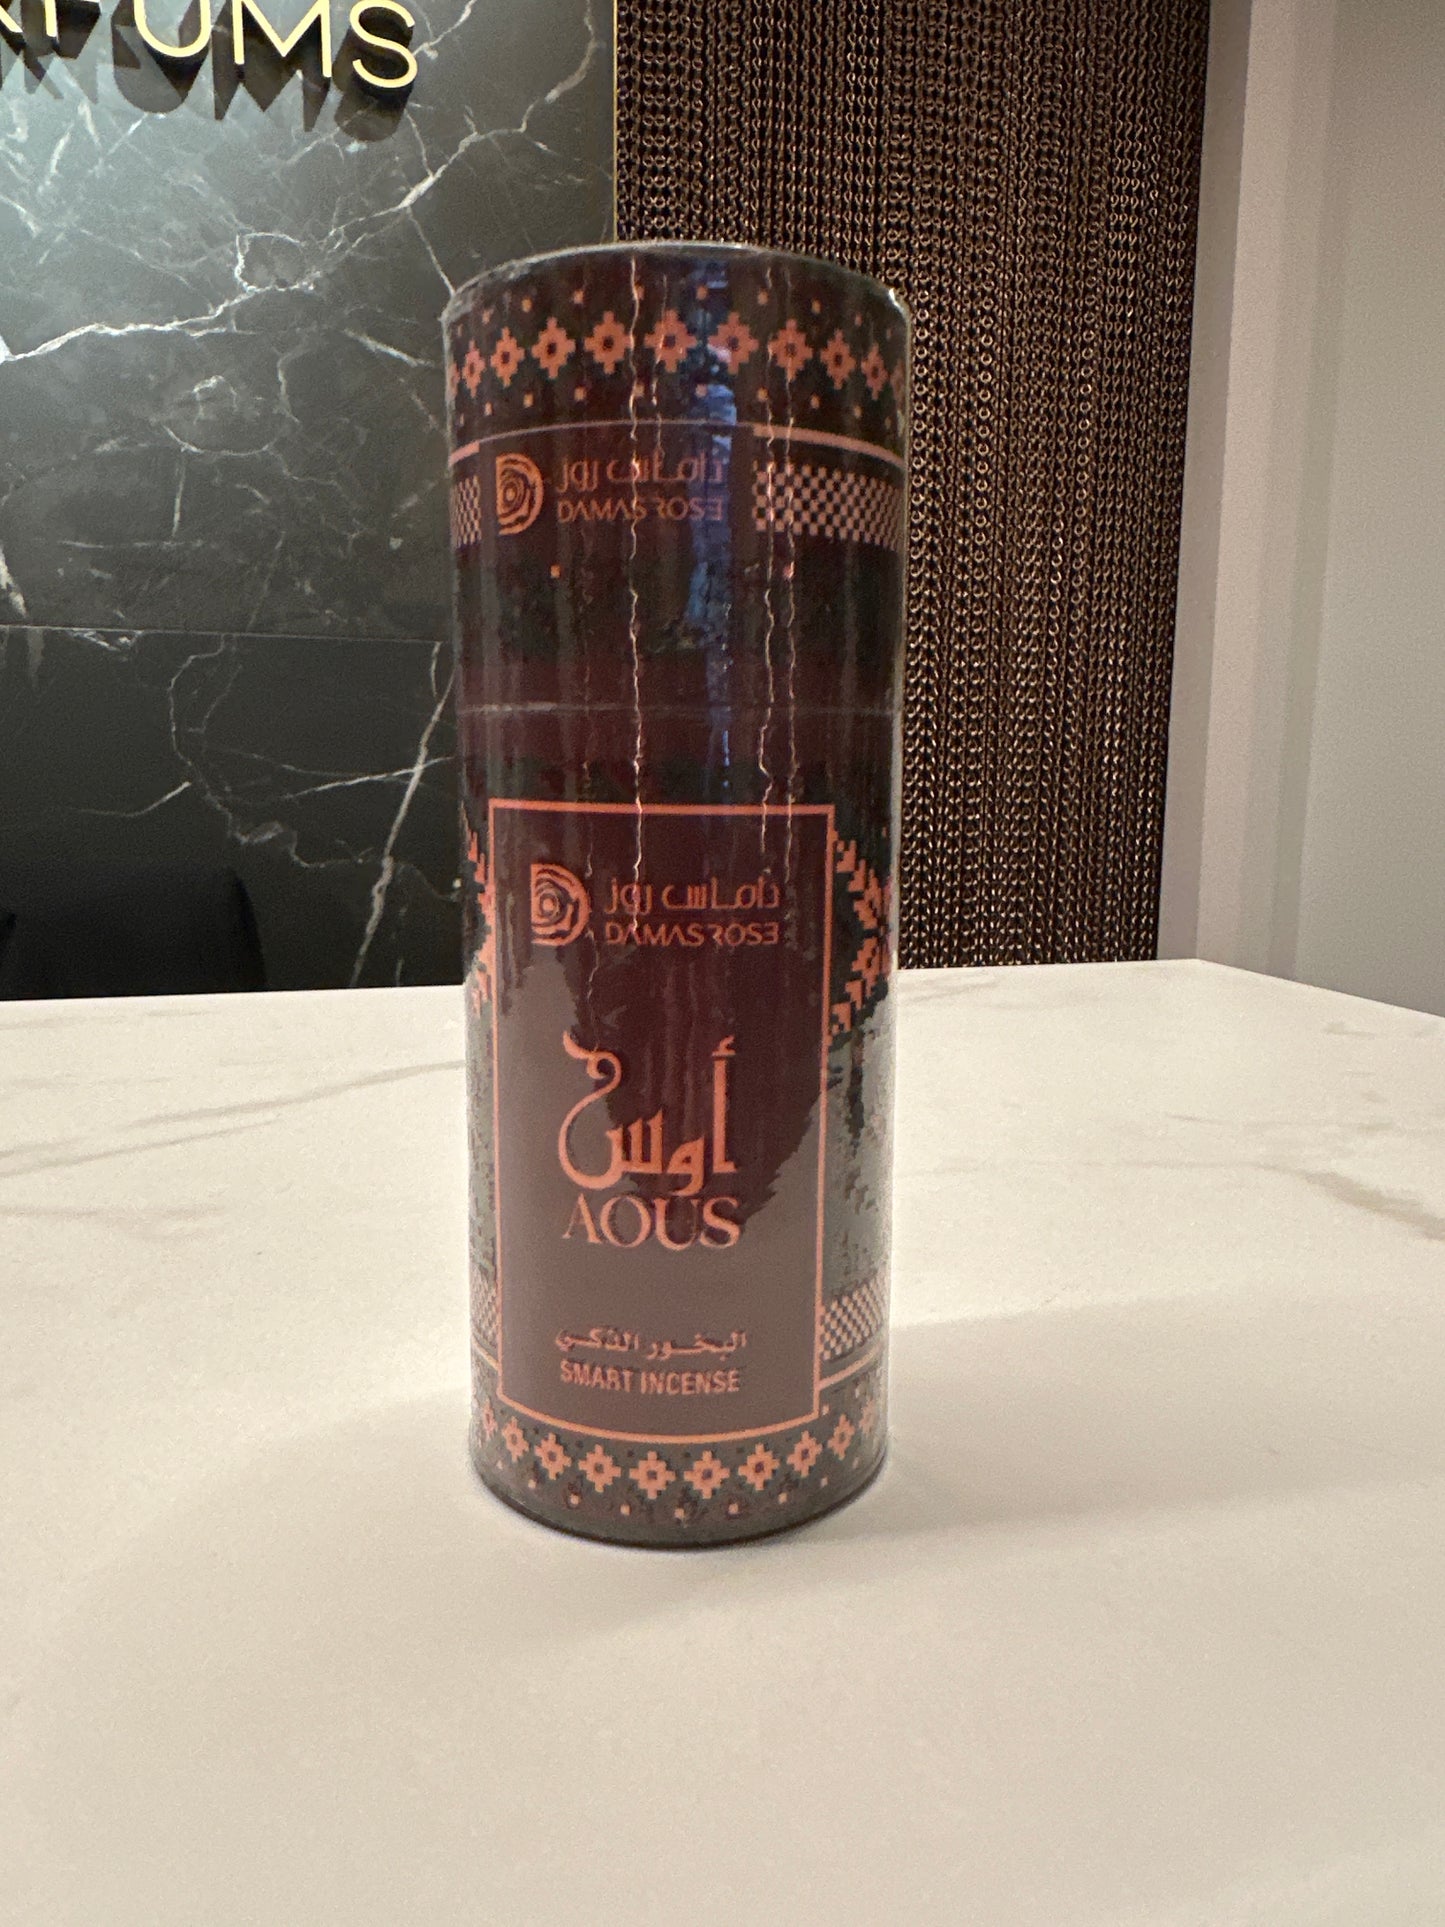 FUMS
داماس روز
DAMASROSE
داماس روز
DAMASROSE
أوس
AOUS
البخور الذكي
SMART INCENSE